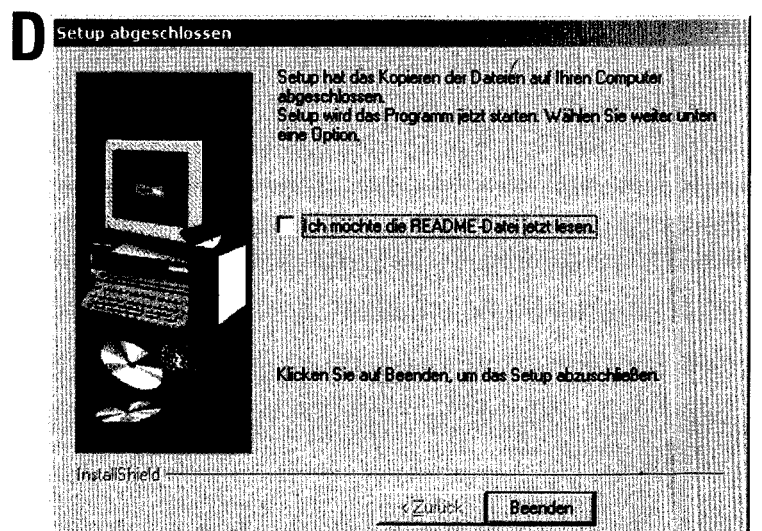 D
Setup abgeschlossen
Setup hat das Kopieren der Dateien auf Ihren Computer
abgeschlossen.
Setup wird das Programm jetzt starten. Wählen Sie weiter unten
eine Option.
Ich möchte die README-Datei jetzt lesen.
Klicken Sie auf Beenden, um das Setup abzuschließen.
InstallShield
< Zurück
Beenden